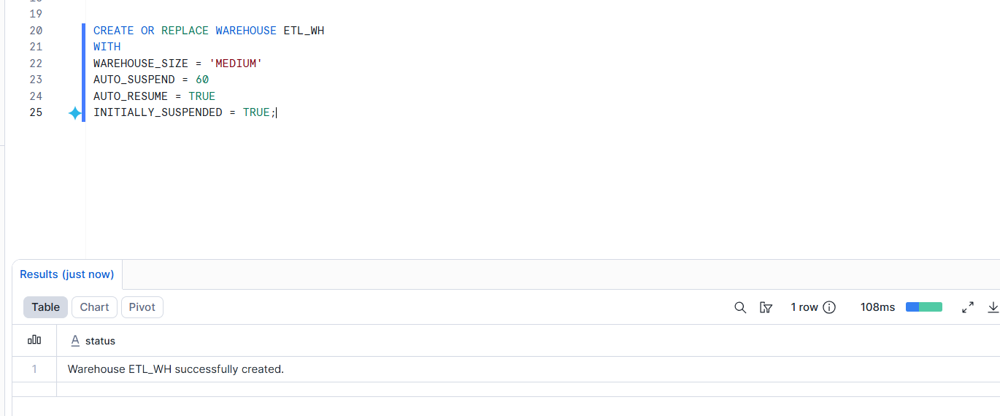 19
20 CREATE OR REPLACE WAREHOUSE ETL_WH
21 WITH
22 WAREHOUSE_SIZE = 'MEDIUM'
23 AUTO_SUSPEND = 60
24 AUTO_RESUME = TRUE
25 INITIALLY_SUSPENDED = TRUE;
Results (just now)
Table Chart Pivot 1 row 108ms
A status
1 Warehouse ETL_WH successfully created.